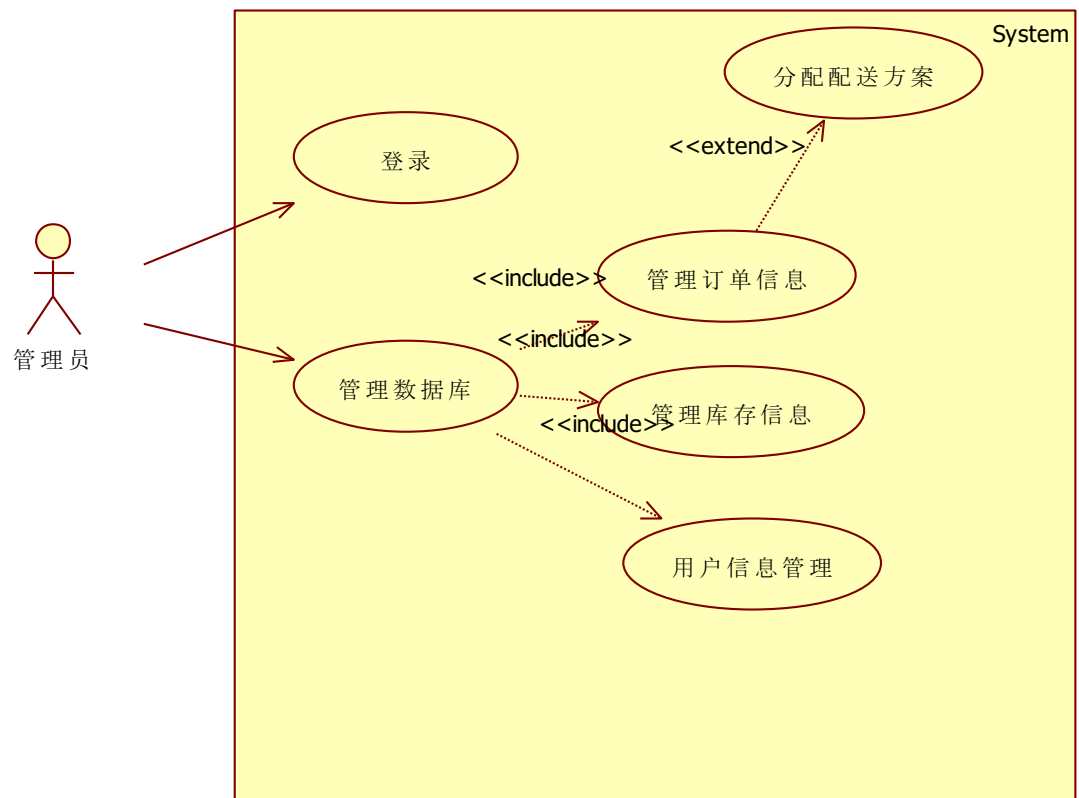 System
分配配送方案
<<extend>>
登录
<<include>>
管理订单信息
<<include>>
管理员
管理数据库
管理库存信息
<<include>>
用户信息管理